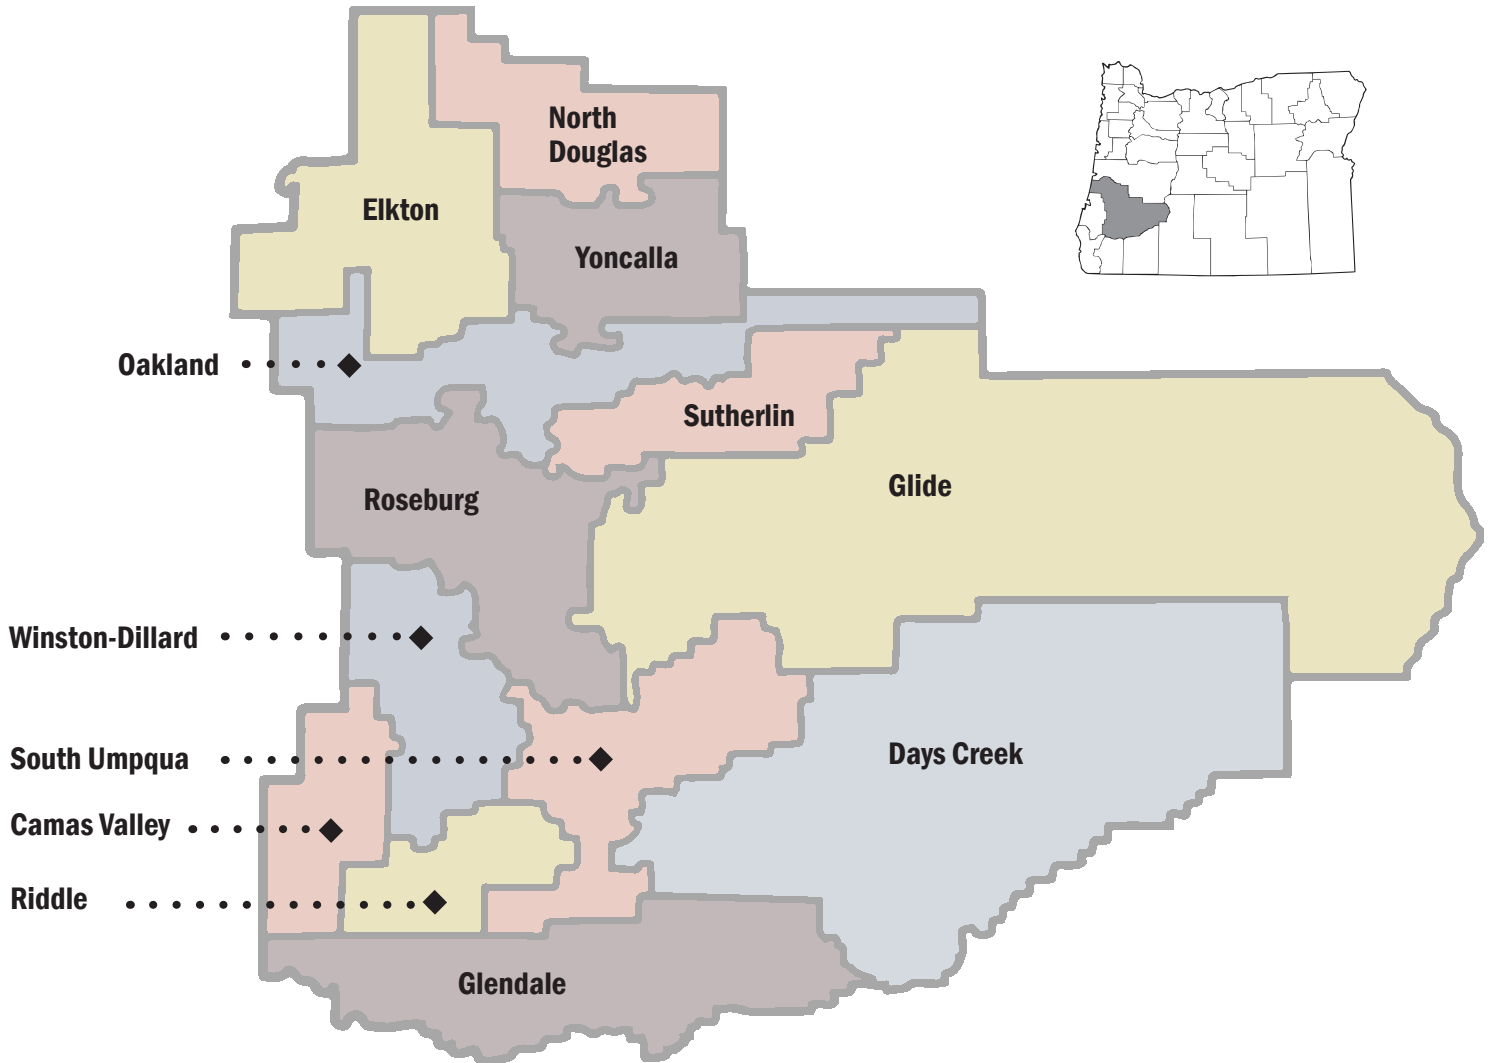 North
Douglas
Elkton
Yoncalla
Oakland
Sutherlin
Glide
Roseburg
Winston-Dillard
South Umpqua
Days Creek
Camas Valley
Riddle
Glendale